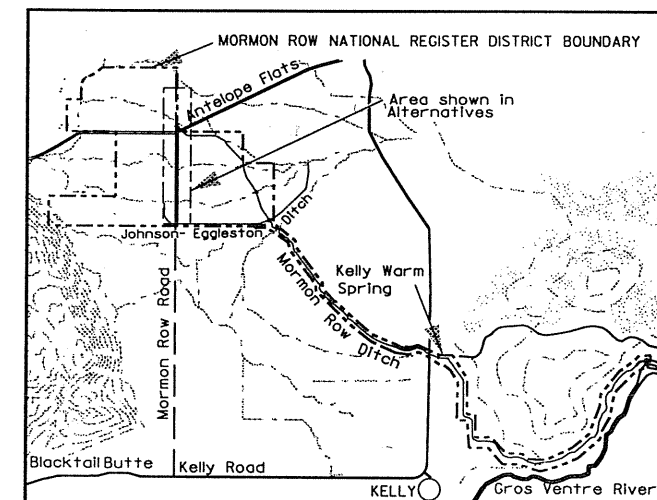 MORMON ROW NATIONAL REGISTER DISTRICT BOUNDARY
Antelope Flats
Area shown in
Alternatives
Ditch
Johnson- Eggleston
Kelly Warm
Spring
Mormon Row Ditch
Mormon Row Road
Blacktail Butte
Kelly Road
KELLY
Gros Ventre River